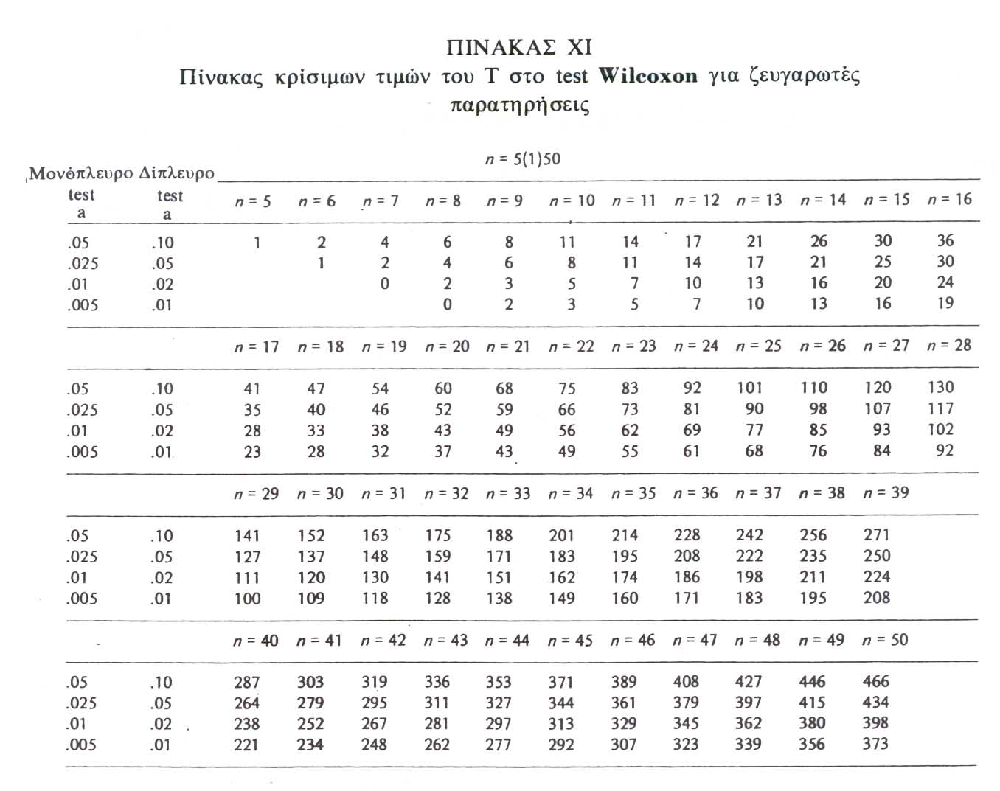 ΠΙΝΑΚΑΣ XI
Πίνακας κρίσιμων τιμών του Τ στο test Wilcoxon για ζευγαρωτές
παρατηρήσεις
n = 5(1)50
Μονόπλευρο Δίπλευρο
test test n = 5 n = 6 n = 7 n = 8 n = 9 n = 10 n = 11 n = 12 n = 13 n = 14 n = 15 n = 16
a a
.05 .10 1 2 4 6 8 11 14 17 21 26 30 36
.025 .05 1 2 4 6 8 11 14 17 21 25 30
.01 .02 0 2 3 5 7 10 13 16 20 24
.005 .01 0 2 3 5 7 10 13 16 19
n = 17 n = 18 n = 19 n = 20 n = 21 n = 22 n = 23 n = 24 n = 25 n = 26 n = 27 n = 28
.05 .10 41 47 54 60 68 75 83 92 101 110 120 130
.025 .05 35 40 46 52 59 66 73 81 90 98 107 117
.01 .02 28 33 38 43 49 56 62 69 77 85 93 102
.005 .01 23 28 32 37 43 49 55 61 68 76 84 92
n = 29 n = 30 n = 31 n = 32 n = 33 n = 34 n = 35 n = 36 n = 37 n = 38 n = 39
.05 .10 141 152 163 175 188 201 214 228 242 256 271
.025 .05 127 137 148 159 171 183 195 208 222 235 250
.01 .02 111 120 130 141 151 162 174 186 198 211 224
.005 .01 100 109 118 128 138 149 160 171 183 195 208
n = 40 n = 41 n = 42 n = 43 n = 44 n = 45 n = 46 n = 47 n = 48 n = 49 n = 50
.05 .10 287 303 319 336 353 371 389 408 427 446 466
.025 .05 264 279 295 311 327 344 361 379 397 415 434
.01 .02 238 252 267 281 297 313 329 345 362 380 398
.005 .01 221 234 248 262 277 292 307 323 339 356 373